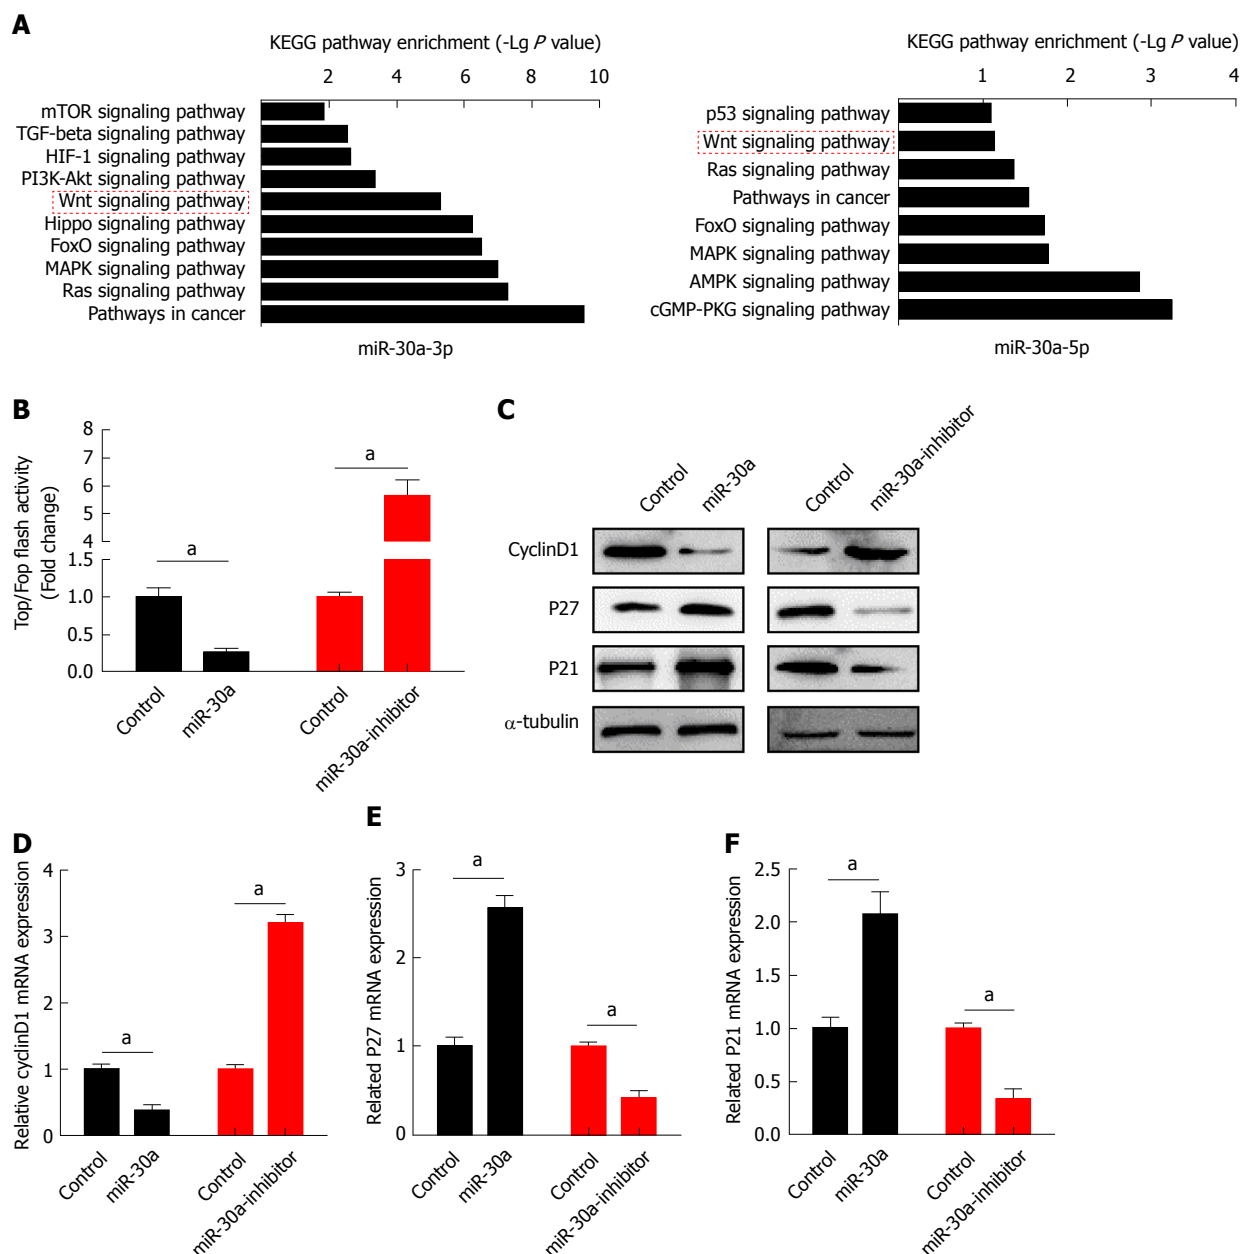 A
KEGG pathway enrichment (-Lg P value)
2 4 6 8 10
mTOR signaling pathway
TGF-beta signaling pathway
HIF-1 signaling pathway
PI3K-Akt signaling pathway
Wnt signaling pathway
Hippo signaling pathway
FoxO signaling pathway
MAPK signaling pathway
Ras signaling pathway
Pathways in cancer
miR-30a-3p
KEGG pathway enrichment (-Lg P value)
1 2 3 4
p53 signaling pathway
Wnt signaling pathway
Ras signaling pathway
Pathways in cancer
FoxO signaling pathway
MAPK signaling pathway
AMPK signaling pathway
cGMP-PKG signaling pathway
miR-30a-5p
B
Top/Fop flash activity
(Fold change)
8
7
6
5
4
1.5
1.0
0.5
0.0
a
a
Control
miR-30a
Control
miR-30a-inhibitor
C
Control
miR-30a
Control
miR-30a-inhibitor
CyclinD1
P27
P21
α-tubulin
D
Relative cyclinD1 mRNA expression
4
3
2
1
0
a
a
Control
miR-30a
Control
miR-30a-inhibitor
E
Related P27 mRNA expression
3
2
1
0
a
a
Control
miR-30a
Control
miR-30a-inhibitor
F
Related P21 mRNA expression
2.5
2.0
1.5
1.0
0.5
0.0
a
a
Control
miR-30a
Control
miR-30a-inhibitor